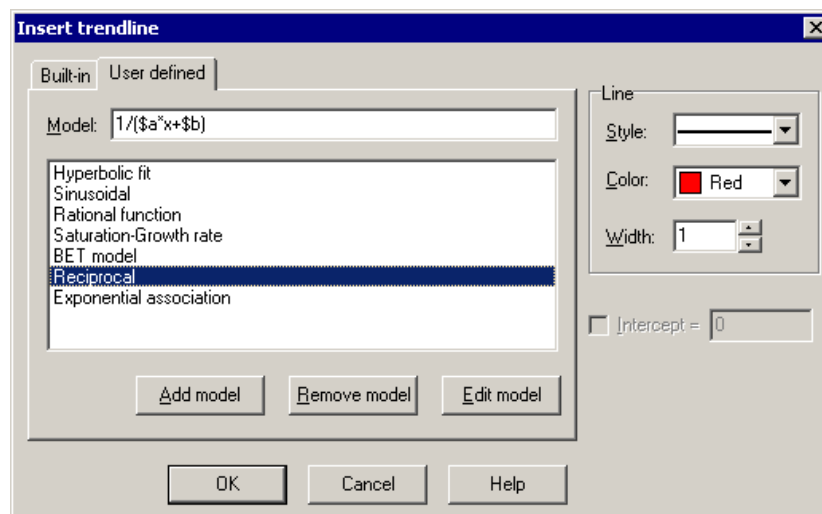 Insert trendline
Built-in User defined
Model: 1/($a*x+$b)
Hyperbolic fit
Sinusoidal
Rational function
Saturation-Growth rate
BET model
Reciprocal
Exponential association
Add model Remove model Edit model
Line
Style:
Color: Red
Width: 1
Intercept = 0
OK Cancel Help